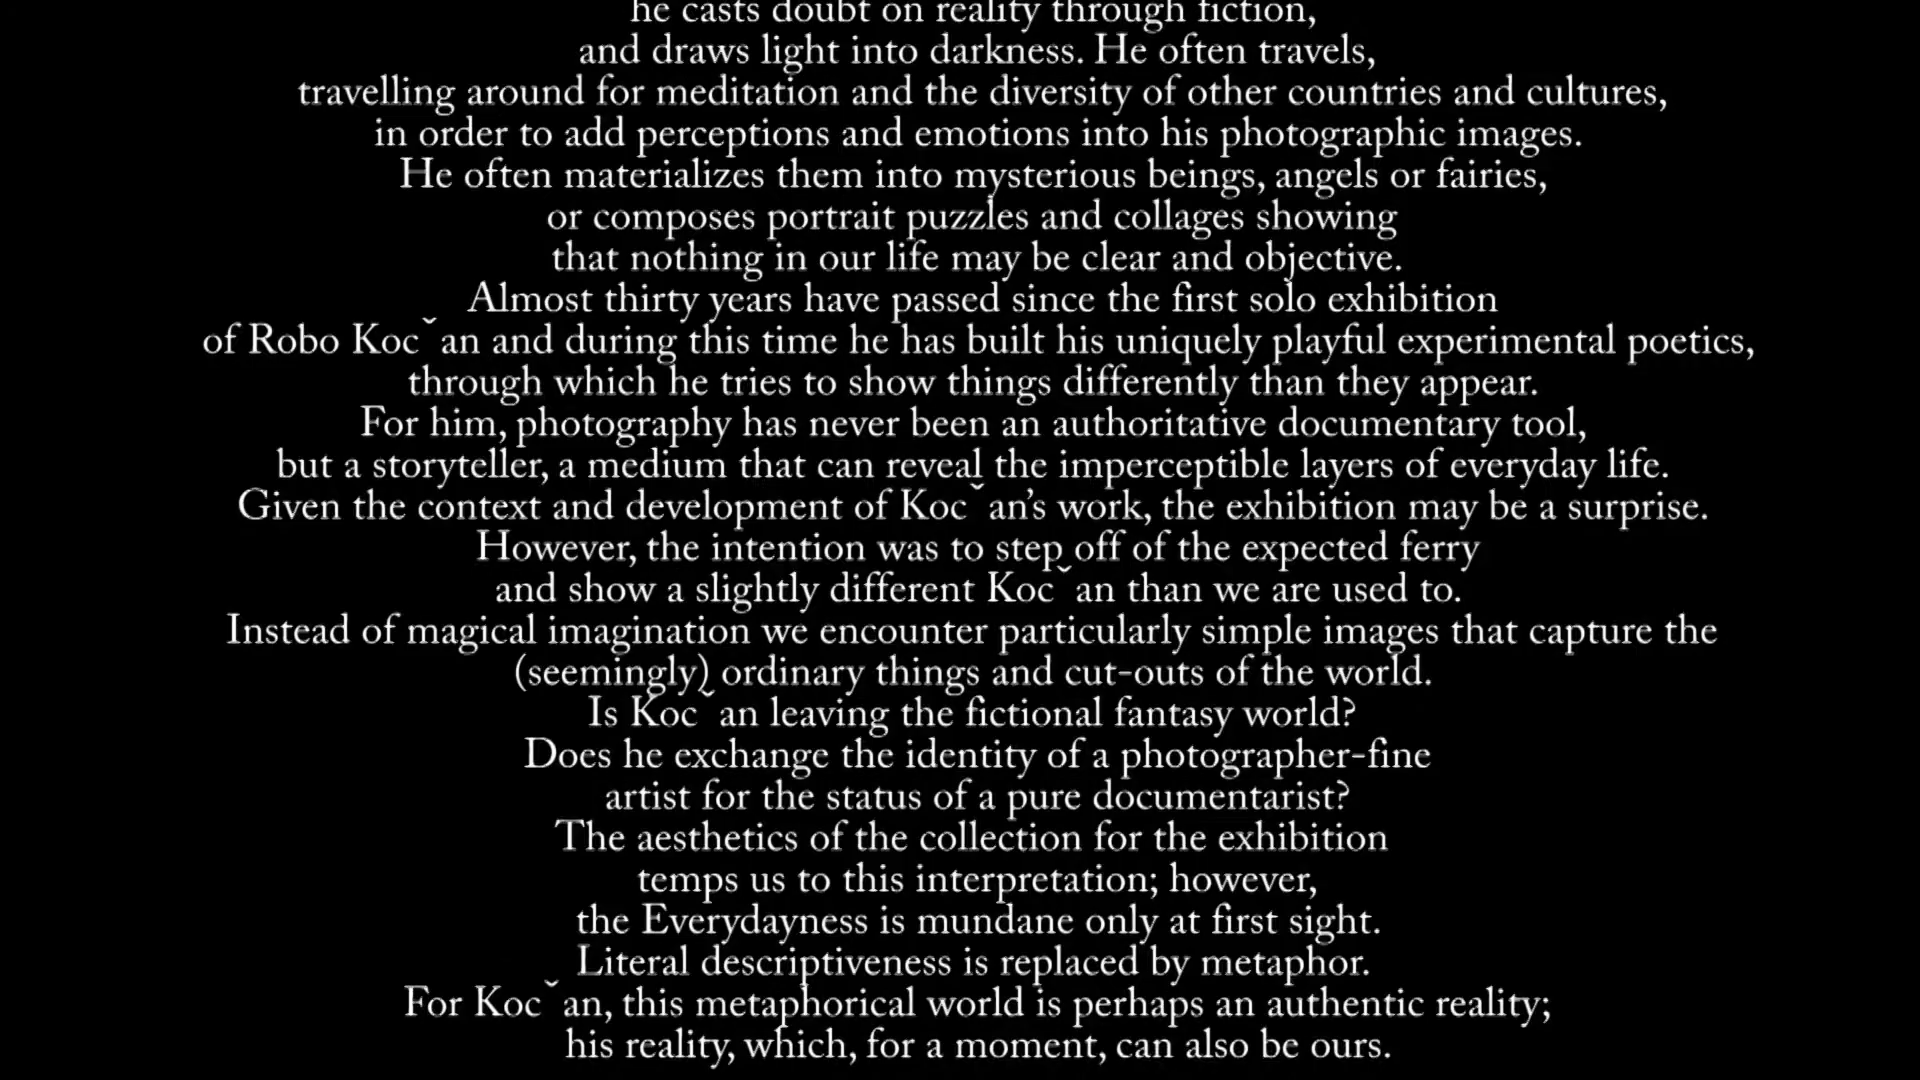 he casts doubt on reality through fiction,
and draws light into darkness. He often travels,
travelling around for meditation and the diversity of other countries and cultures,
in order to add perceptions and emotions into his photographic images.
He often materializes them into mysterious beings, angels or fairies,
or composes portrait puzzles and collages showing
that nothing in our life may be clear and objective.
Almost thirty years have passed since the first solo exhibition
of Robo Kocˇan and during this time he has built his uniquely playful experimental poetics,
through which he tries to show things differently than they appear.
For him, photography has never been an authoritative documentary tool,
but a storyteller, a medium that can reveal the imperceptible layers of everyday life.
Given the context and development of Kocˇan’s work, the exhibition may be a surprise.
However, the intention was to step off of the expected ferry
and show a slightly different Kocˇan than we are used to.
Instead of magical imagination we encounter particularly simple images that capture the
(seemingly) ordinary things and cut-outs of the world.
Is Kocˇan leaving the fictional fantasy world?
Does he exchange the identity of a photographer-fine
artist for the status of a pure documentarist?
The aesthetics of the collection for the exhibition
temps us to this interpretation; however,
the Everydayness is mundane only at first sight.
Literal descriptiveness is replaced by metaphor.
For Kocˇan, this metaphorical world is perhaps an authentic reality;
his reality, which, for a moment, can also be ours.